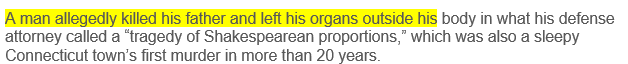 A man allegedly killed his father and left his organs outside his body in what his defense
attorney called a “tragedy of Shakespearean proportions,” which was also a sleepy
Connecticut town’s first murder in more than 20 years.